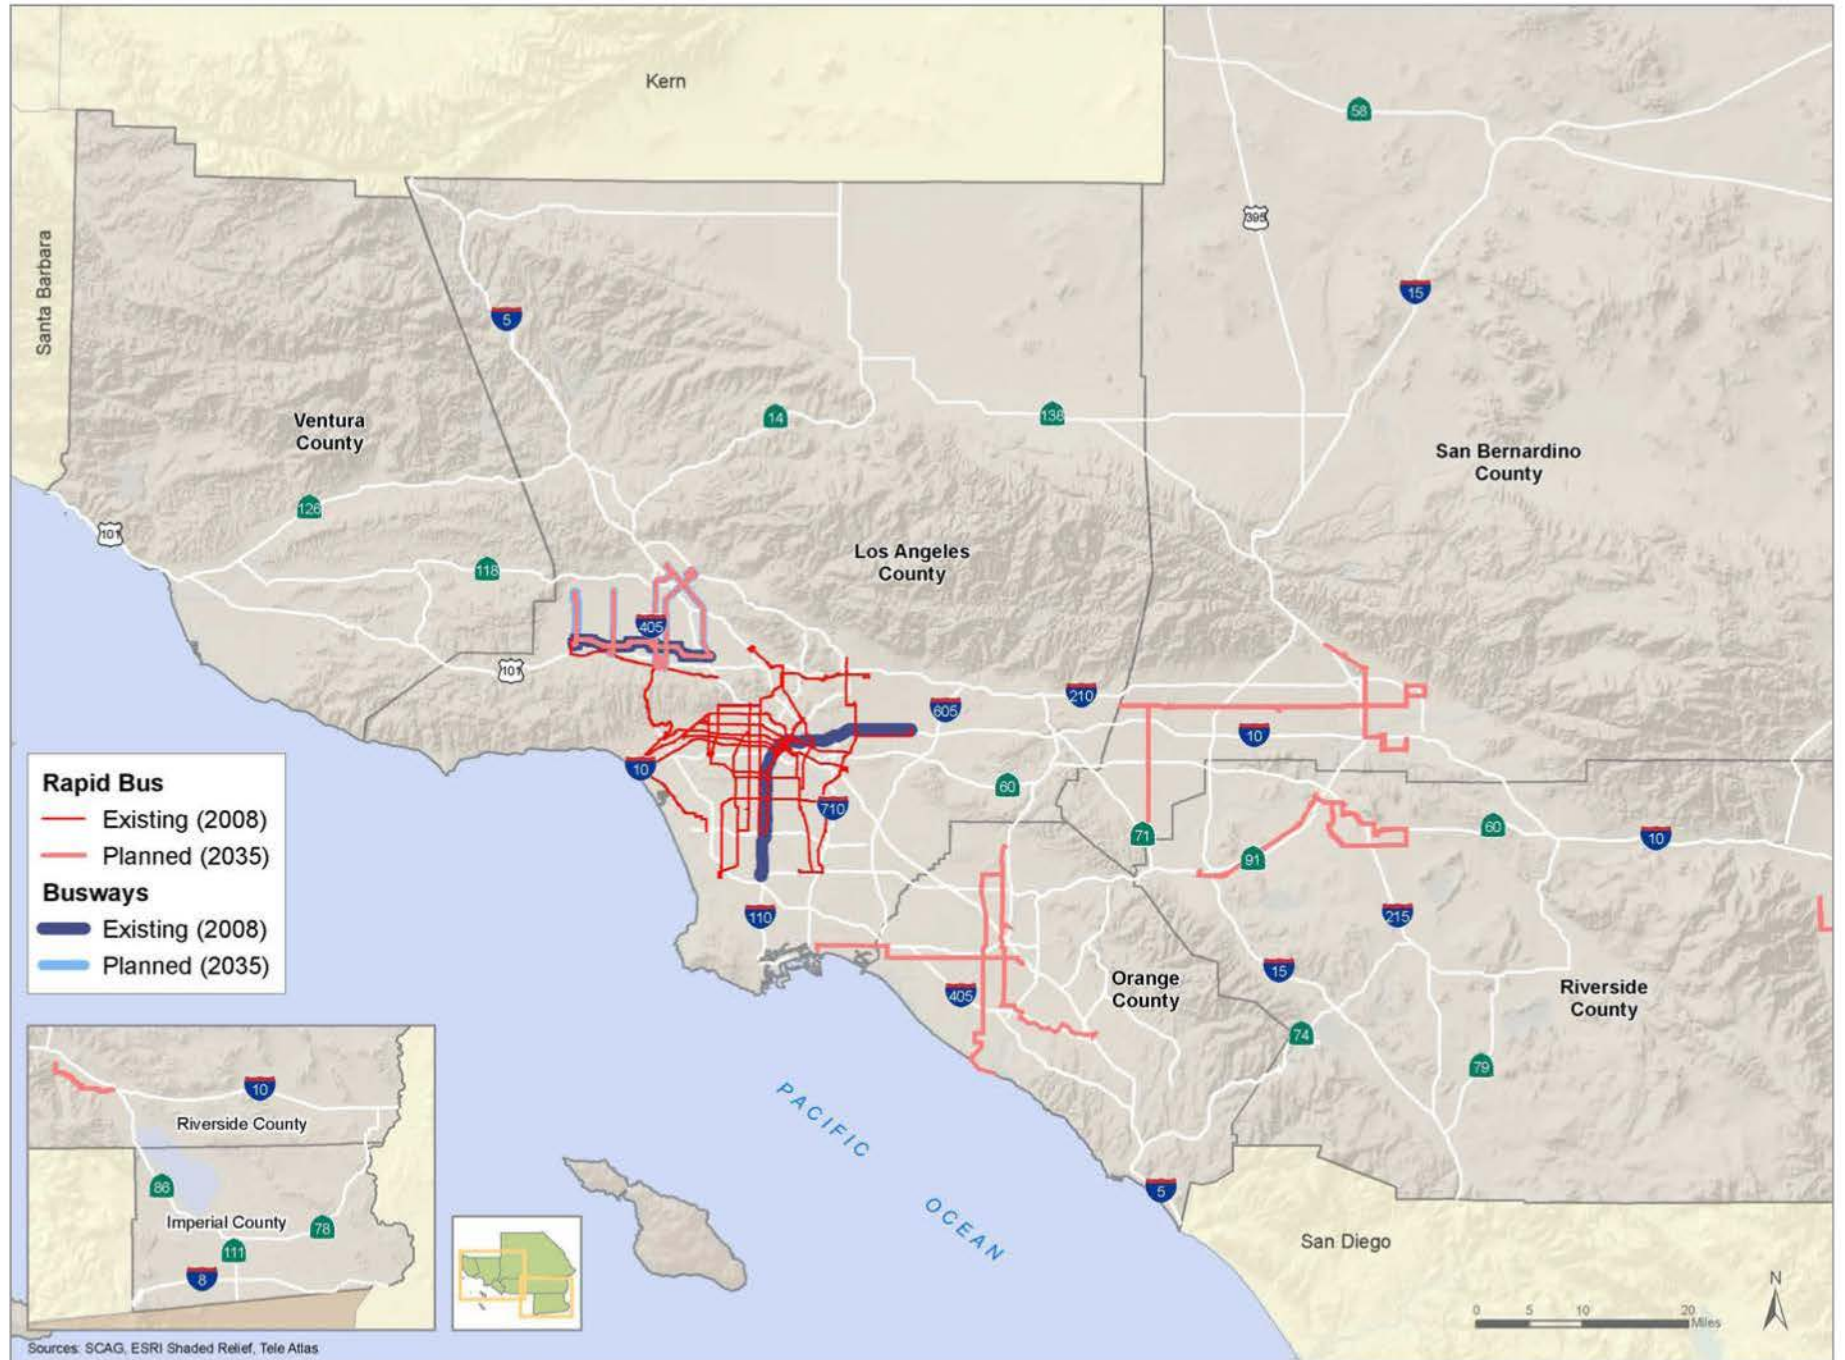 Kern
58
395
Santa Barbara
15
5
Ventura
County
14
138
San Bernardino
County
126
101
118
Los Angeles
County
405
101
210
605
10
10
60
710
71
91
60
10
110
215
405
15
Orange
County
Riverside
County
74
79
5
PACIFIC
OCEAN
San Diego
Rapid Bus
Existing (2008)
Planned (2035)
Busways
Existing (2008)
Planned (2035)
10
Riverside County
86
Imperial County
78
111
8
N
0 5 10 20
Miles
Sources: SCAG, ESRI Shaded Relief, Tele Atlas